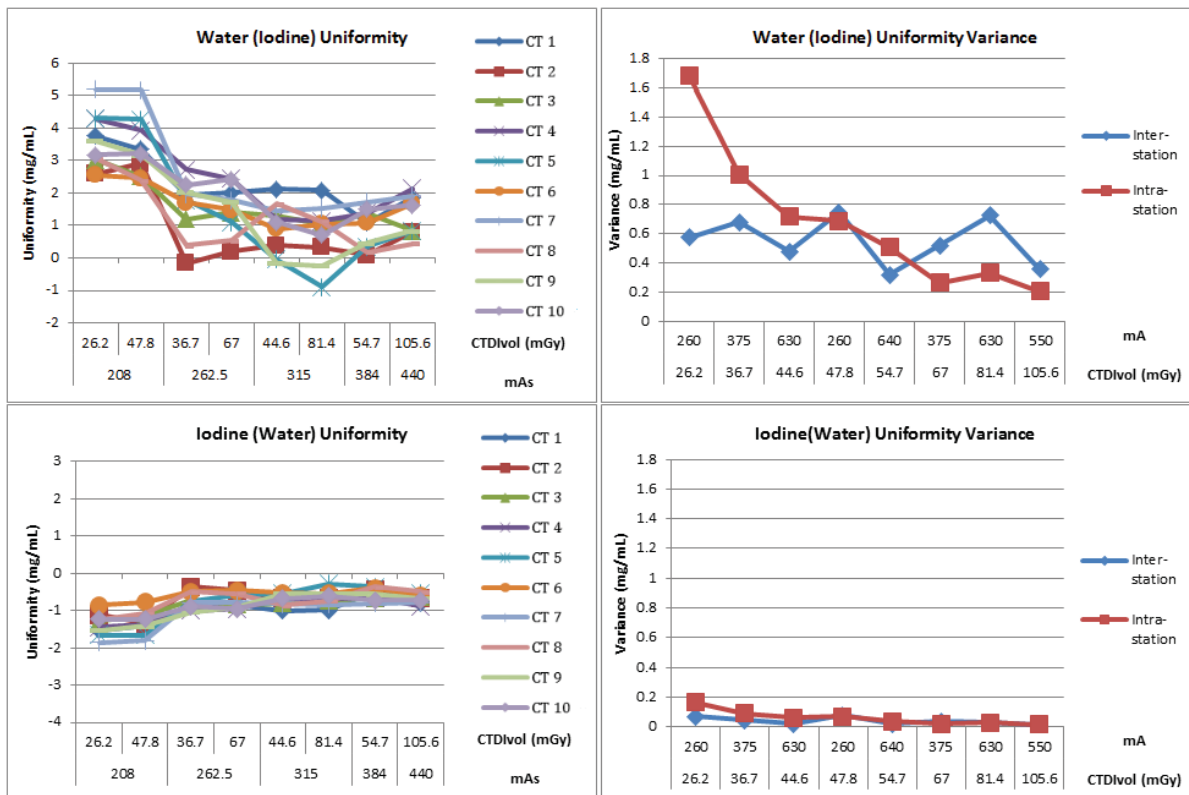 Water (Iodine) Uniformity
Uniformity (mg/mL)
6
5
4
3
2
1
0
-1
-2
26.2 47.8 36.7 67 44.6 81.4 54.7 105.6 CTDIvol (mGy)
208 262.5 315 384 440 mAs
CT 1
CT 2
CT 3
CT 4
CT 5
CT 6
CT 7
CT 8
CT 9
CT 10
Water (Iodine) Uniformity Variance
Variance (mg/mL)
1.8
1.6
1.4
1.2
1
0.8
0.6
0.4
0.2
0
260 375 630 260 640 375 630 550 mA
26.2 36.7 44.6 47.8 54.7 67 81.4 105.6 CTDIvol (mGy)
Inter-
station
Intra-
station
Iodine (Water) Uniformity
Uniformity (mg/mL)
3
2
1
0
-1
-2
-3
-4
26.2 47.8 36.7 67 44.6 81.4 54.7 105.6 CTDIvol (mGy)
208 262.5 315 384 440 mAs
CT 1
CT 2
CT 3
CT 4
CT 5
CT 6
CT 7
CT 8
CT 9
CT 10
Iodine(Water) Uniformity Variance
Variance (mg/mL)
1.8
1.6
1.4
1.2
1
0.8
0.6
0.4
0.2
0
260 375 630 260 640 375 630 550 mA
26.2 36.7 44.6 47.8 54.7 67 81.4 105.6 CTDIvol (mGy)
Inter-
station
Intra-
station